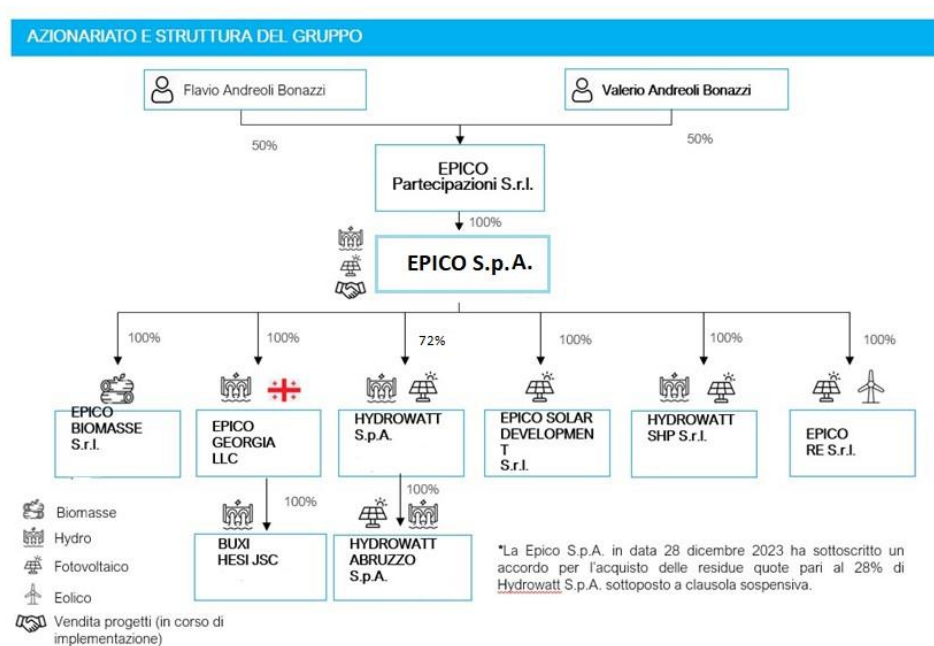 AZIONARIATO E STRUTTURA DEL GRUPPO
Flavio Andreoli Bonazzi
Valerio Andreoli Bonazzi
50%
50%
EPICO
Partecipazioni S.r.l.
100%
EPICO S.p.A.
100%
100%
72%
100%
100%
100%
EPICO
BIOMASSE
S.r.l.
EPICO
GEORGIA
LLC
HYDROWATT
S.p.A.
EPICO SOLAR
DEVELOPMEN
T
S.r.l.
HYDROWATT
SHP S.r.l.
EPICO
RE S.r.l.
100%
100%
BUXI
HESI JSC
HYDROWATT
ABRUZZO
S.p.A.
Biomasse
Hydro
Fotovoltaico
Eolico
Vendita progetti (in corso di
implementazione)
*La Epico S.p.A. in data 28 dicembre 2023 ha sottoscritto un
accordo per l'acquisto delle residue quote pari al 28% di
Hydrowatt S.p.A. sottoposto a clausola sospensiva.